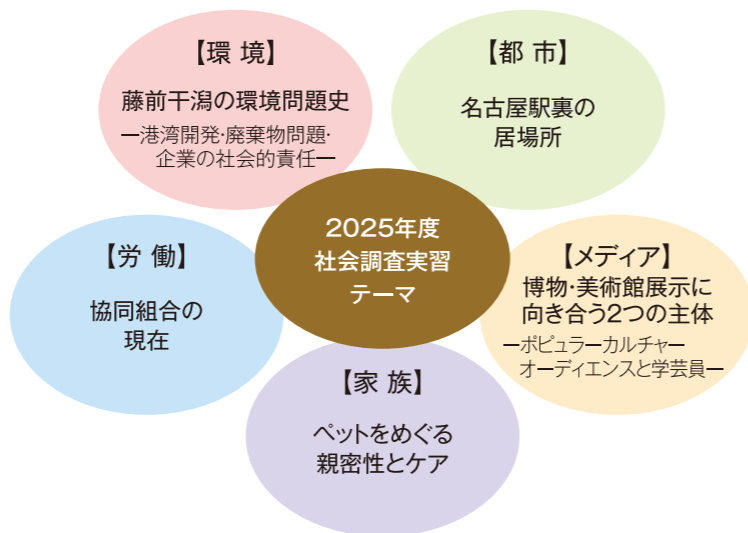 【環 境】
藤前干潟の環境問題史
―港湾開発・廃棄物問題・
企業の社会的責任―
【都 市】
名古屋駅裏の
居場所
2025年度
社会調査実習
テーマ
【労 働】
協同組合の
現在
【メディア】
博物・美術館展示に
向き合う2つの主体
―ポピュラーカルチャー
オーディエンスと学芸員―
【家 族】
ペットをめぐる
親密性とケア